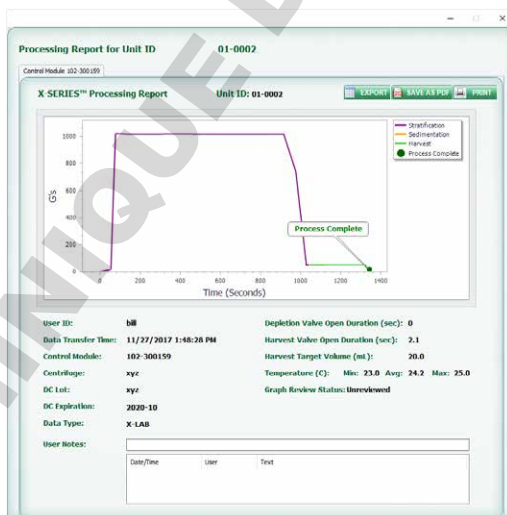 Processing Report for Unit ID 01-0002
Control Module 102-300159
X-SERIES™ Processing Report Unit ID: 01-0002 EXPORT SAVE AS PDF PRINT
Stratification
Sedimentation
Harvest
Process Complete
1000
800
600
400
200
0
G's
Process Complete
0 200 400 600 800 1000 1200 1400
Time (Seconds)
User ID: bill Depletion Valve Open Duration (sec): 0
Data Transfer Time: 11/27/2017 1:48:28 PM Harvest Valve Open Duration (sec): 2.1
Control Module: 102-300159 Harvest Target Volume (mL): 20.0
Centrifuge: xyz Temperature (C): Min: 23.0 Avg: 24.2 Max: 25.0
DC Lot: xyz Graph Review Status: Unreviewed
DC Expiration: 2020-10
Data Type: X-LAB
User Notes:
Date/Time User Text